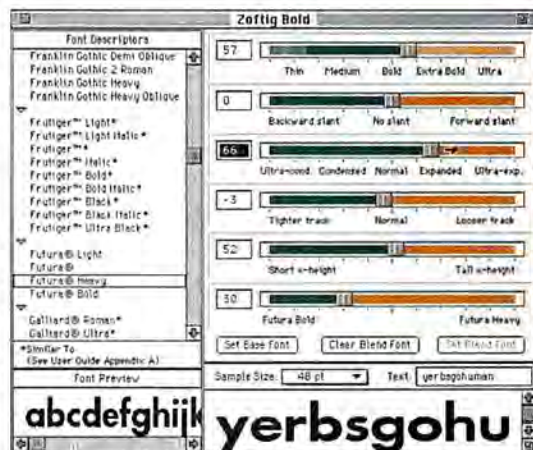 Zoftig Bold
Font Descriptors
Franklin Gothic Demi Oblique
Franklin Gothic 2 Roman
Franklin Gothic Heavy
Franklin Gothic Heavy Oblique
Frutiger™ Light*
Frutiger™ Light Italic*
Frutiger™*
Frutiger™ Italic*
Frutiger™ Bold*
Frutiger™ Bold Italic*
Frutiger™ Black*
Frutiger™ Black Italic*
Frutiger™ Ultra Black*
Futura® Light
Futura®
Futura® Heavy
Futura® Bold
Galliard® Roman*
Galliard® Ultra*
*Similar To
(See User Guide Appendix A)
Font Preview
abcdefghijk
57
Thin Medium Bold Extra Bold Ultra
0
Backward slant No slant Forward slant
66
Ultra-cond. Condensed Normal Expanded Ultra-exp.
-3
Tighter track Normal Looser track
52
Short x-height Tall x-height
30
Futura Bold Futura Heavy
Set Base Font Clear Blend Font Set Blend Font
Sample Size: 48 pt Text: yerbsgohuman
yerbsgohu